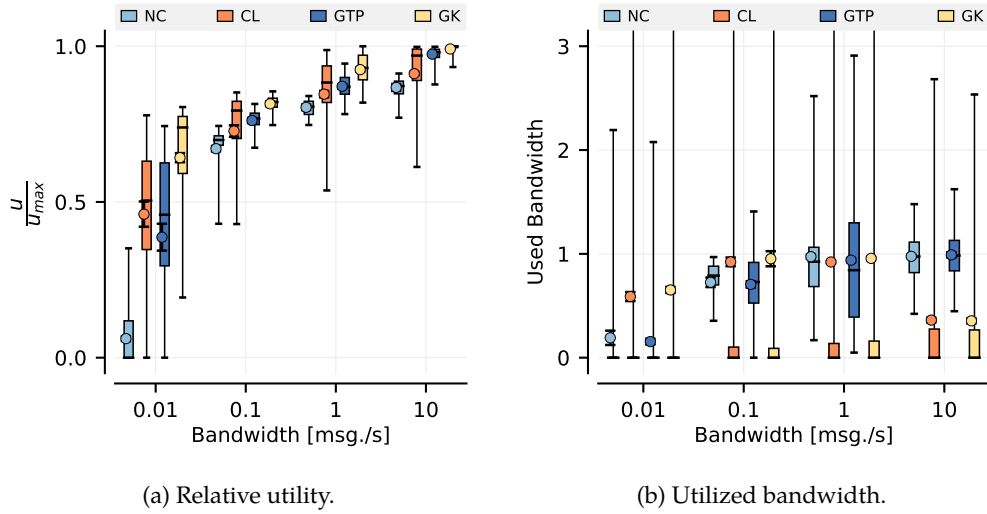 NC CL GTP GK
1.0
0.5
0.0
u
u_max
0.01 0.1 1 10
Bandwidth [msg./s]
(a) Relative utility.
NC CL GTP GK
3
2
1
0
Used Bandwidth
0.01 0.1 1 10
Bandwidth [msg./s]
(b) Utilized bandwidth.